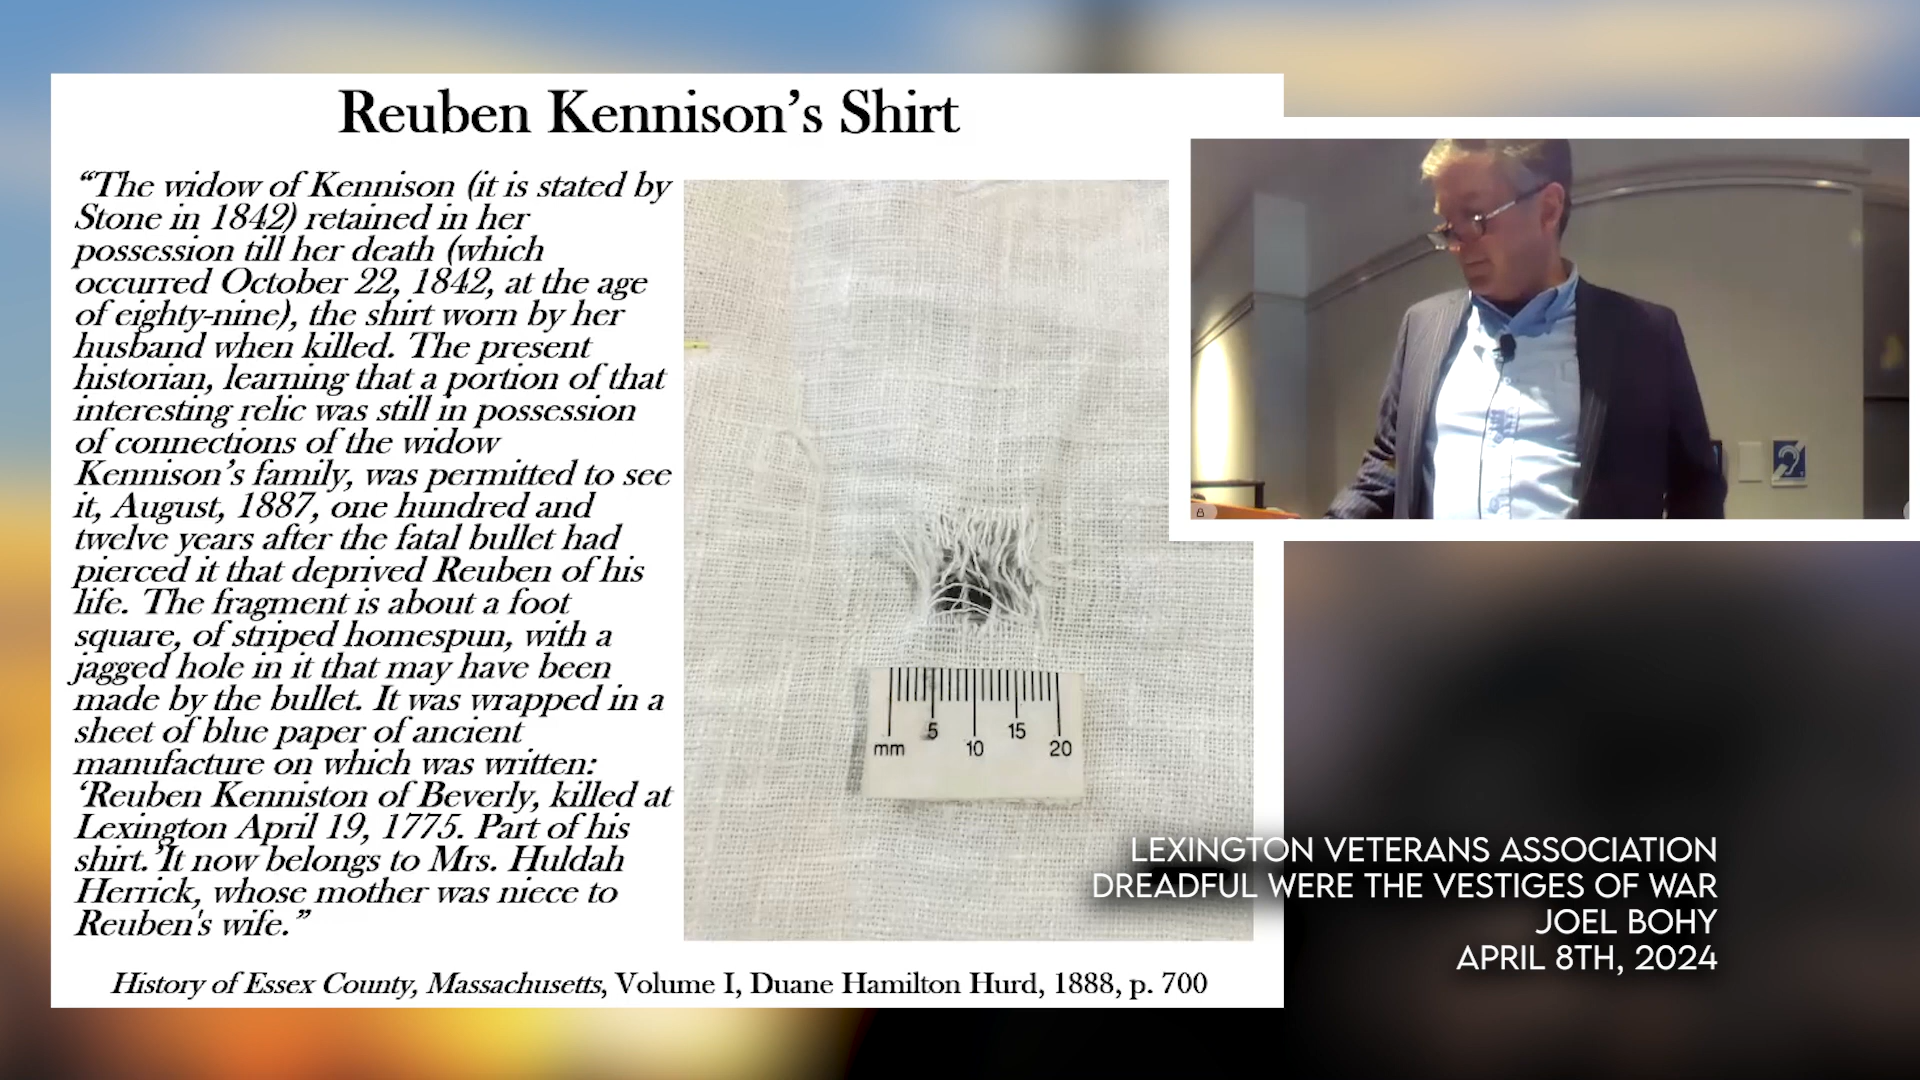 Reuben Kennison’s Shirt
“The widow of Kennison (it is stated by
Stone in 1842) retained in her
possession till her death (which
occurred October 22, 1842, at the age
of eighty-nine), the shirt worn by her
husband when killed. The present
historian, learning that a portion of that
interesting relic was still in possession
of connections of the widow
Kennison’s family, was permitted to see
it, August, 1887, one hundred and
twelve years after the fatal bullet had
pierced it that deprived Reuben of his
life. The fragment is about a foot
square, of striped homespun, with a
jagged hole in it that may have been
made by the bullet. It was wrapped in a
sheet of blue paper of ancient
manufacture on which was written:
‘Reuben Kenniston of Beverly, killed at
Lexington April 19, 1775. Part of his
shirt.’It now belongs to Mrs. Huldah
Herrick, whose mother was niece to
Reuben's wife.”
mm 5 10 15 20
History of Essex County, Massachusetts, Volume I, Duane Hamilton Hurd, 1888, p. 700
LEXINGTON VETERANS ASSOCIATION
DREADFUL WERE THE VESTIGES OF WAR
JOEL BOHY
APRIL 8TH, 2024